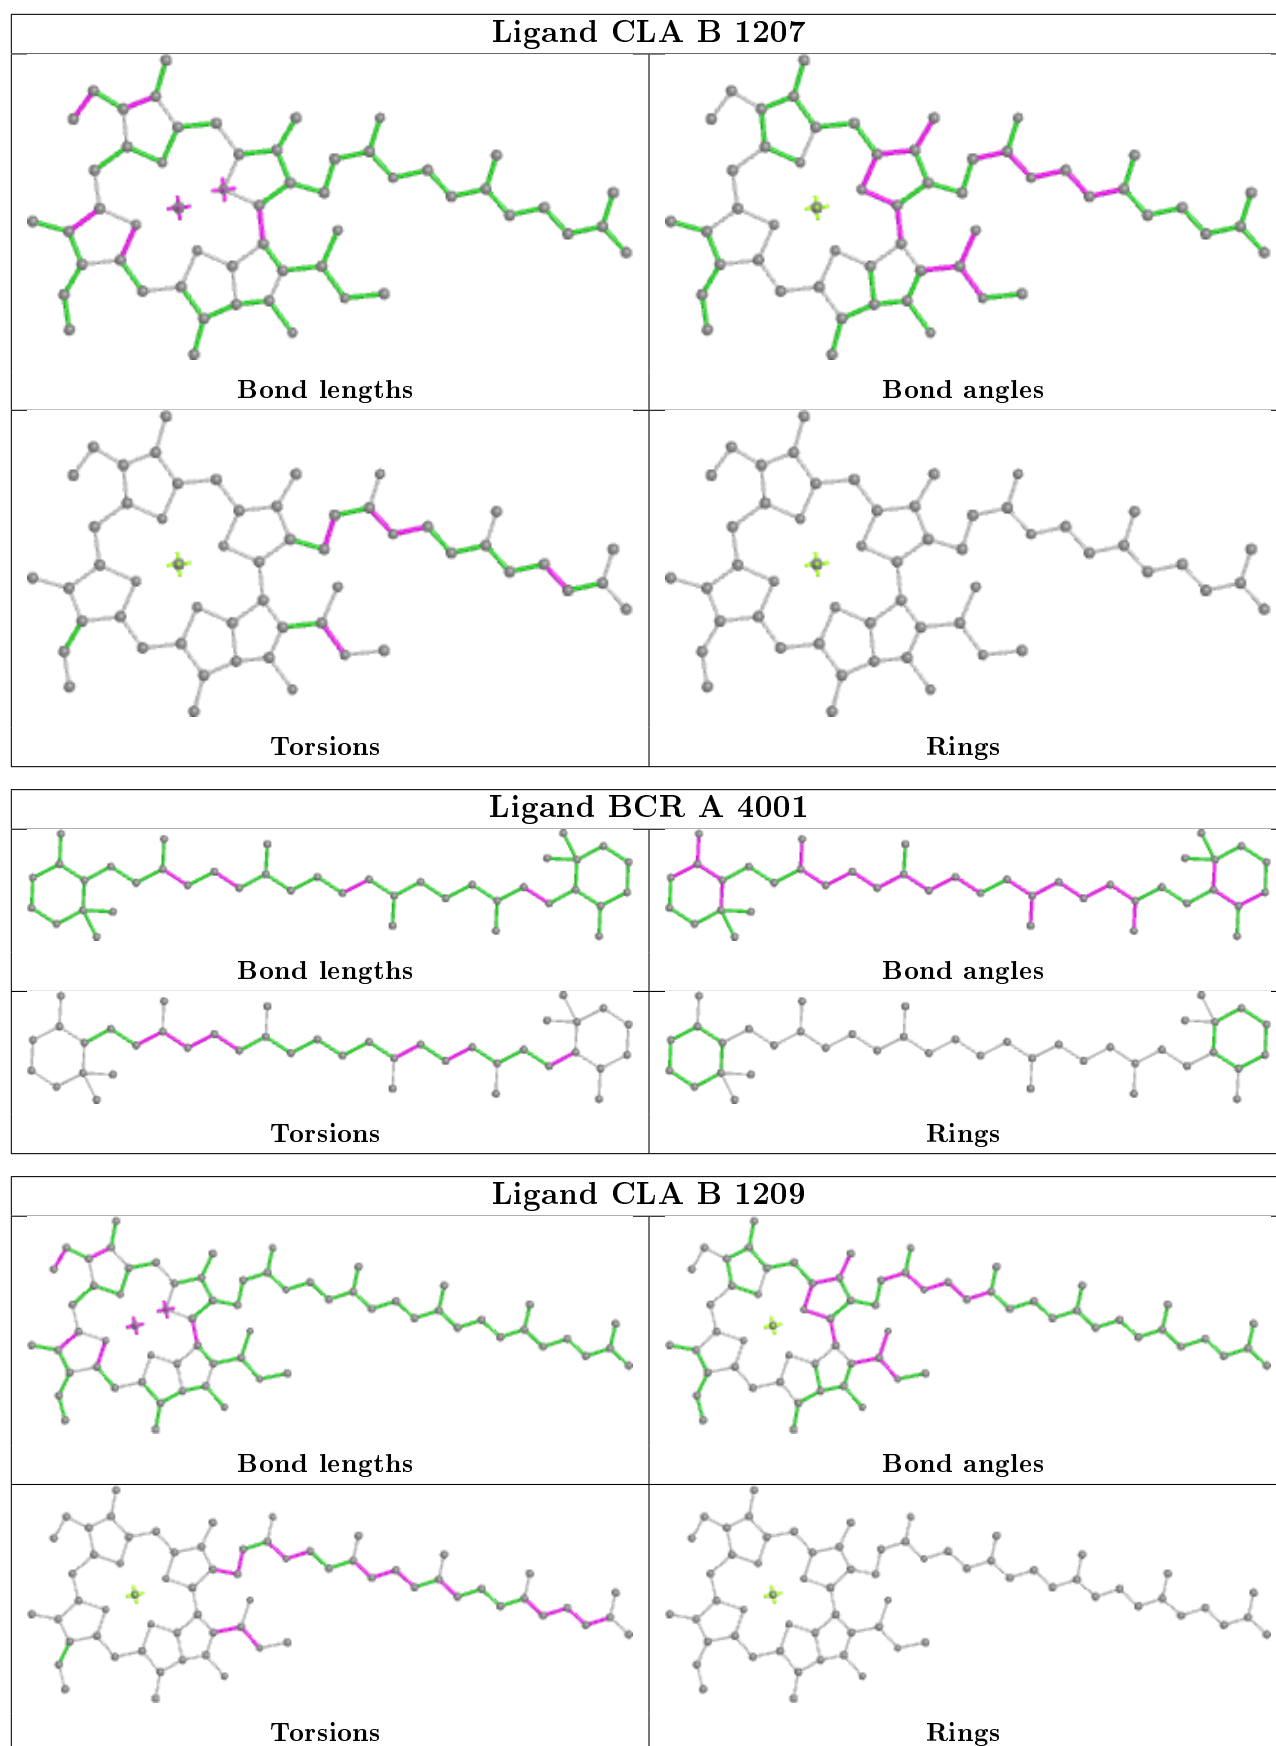 Ligand CLA B 1207
Bond lengths
Bond angles
Torsions
Rings
Ligand BCR A 4001
Bond lengths
Bond angles
Torsions
Rings
Ligand CLA B 1209
Bond lengths
Bond angles
Torsions
Rings